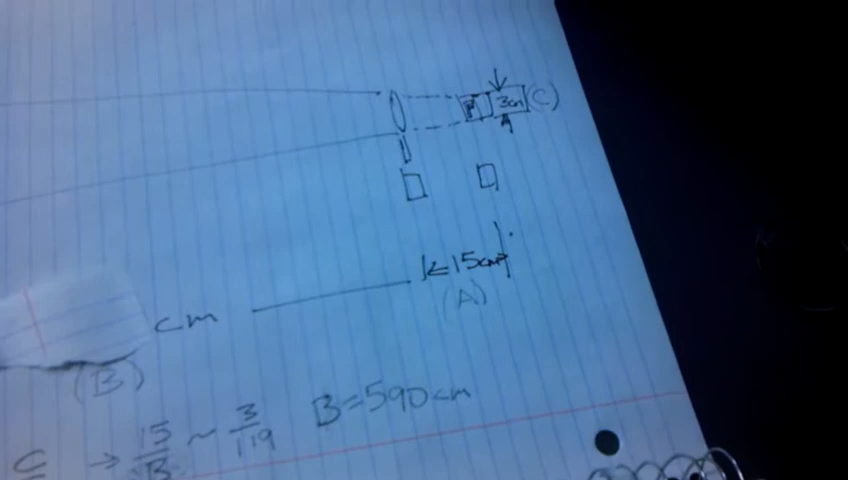 3cm (C)
A
|← 15cm →|
(A)
cm
(B)
B=590cm
C → 15/B ~ 3/119